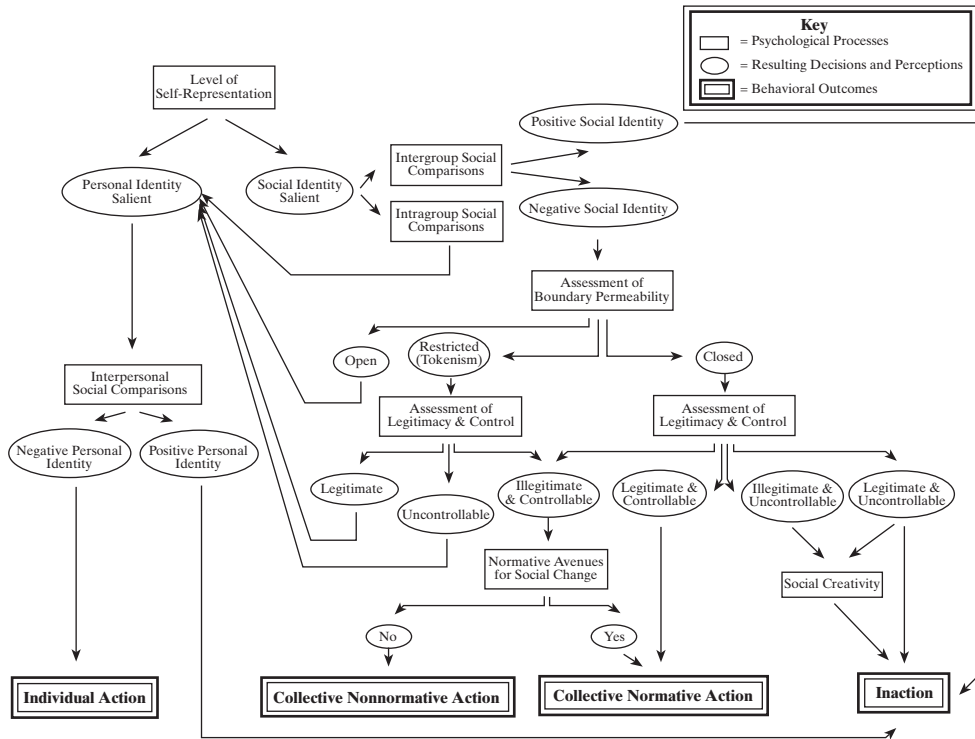 Key
= Psychological Processes
= Resulting Decisions and Perceptions
= Behavioral Outcomes
Level of
Self-Representation
Positive Social Identity
Intergroup Social
Comparisons
Personal Identity
Salient
Social Identity
Salient
Intragroup Social
Comparisons
Negative Social Identity
Assessment of
Boundary Permeability
Open
Restricted
(Tokenism)
Closed
Interpersonal
Social Comparisons
Assessment of
Legitimacy & Control
Assessment of
Legitimacy & Control
Negative Personal
Identity
Positive Personal
Identity
Legitimate
Uncontrollable
Illegitimate
& Controllable
Legitimate &
Controllable
Illegitimate &
Uncontrollable
Legitimate &
Uncontrollable
Normative Avenues
for Social Change
Social Creativity
No
Yes
Individual Action
Collective Nonnormative Action
Collective Normative Action
Inaction